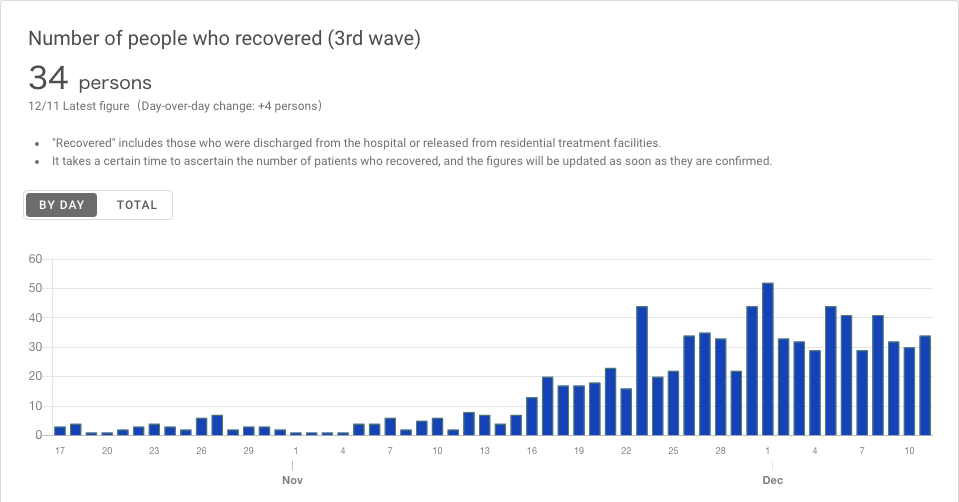 Number of people who recovered (3rd wave)
34 persons
12/11 Latest figure (Day-over-day change: +4 persons)
• "Recovered" includes those who were discharged from the hospital or released from residential treatment facilities.
• It takes a certain time to ascertain the number of patients who recovered, and the figures will be updated as soon as they are confirmed.
BY DAY TOTAL
60
50
40
30
20
10
0
17 20 23 26 29 1 4 7 10 13 16 19 22 25 28 1 4 7 10
Nov Dec